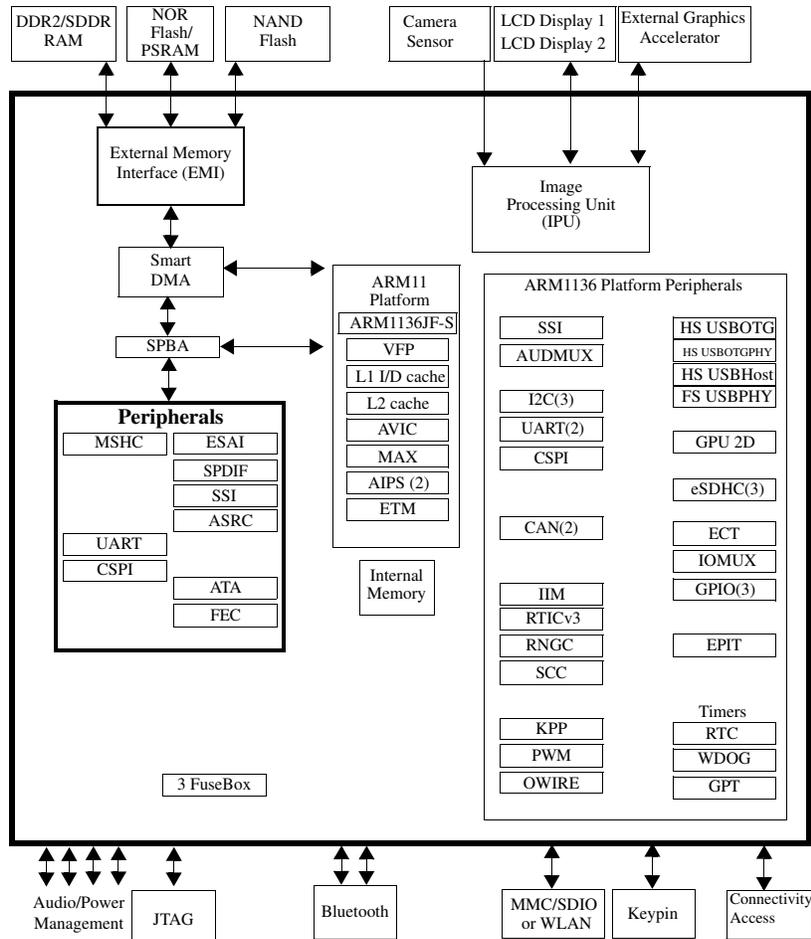 DDR2/SDDR
RAM
NOR
Flash/
PSRAM
NAND
Flash
Camera
Sensor
LCD Display 1
LCD Display 2
External Graphics
Accelerator
External Memory
Interface (EMI)
Image
Processing Unit
(IPU)
Smart
DMA
SPBA
Peripherals
MSHC
ESAI
SPDIF
SSI
ASRC
UART
CSPI
ATA
FEC
ARM11
Platform
ARM1136JF-S
VFP
L1 I/D cache
L2 cache
AVIC
MAX
AIPS (2)
ETM
Internal
Memory
ARM1136 Platform Peripherals
SSI
AUDMUX
I2C(3)
UART(2)
CSPI
CAN(2)
IIM
RTICv3
RNGC
SCC
KPP
PWM
OWIRE
HS USBOTG
HS USBOTGPHY
HS USBHost
FS USBPHY
GPU 2D
eSDHC(3)
ECT
IOMUX
GPIO(3)
EPIT
Timers
RTC
WDOG
GPT
3 FuseBox
Audio/Power
Management
JTAG
Bluetooth
MMC/SDIO
or WLAN
Keypin
Connectivity
Access